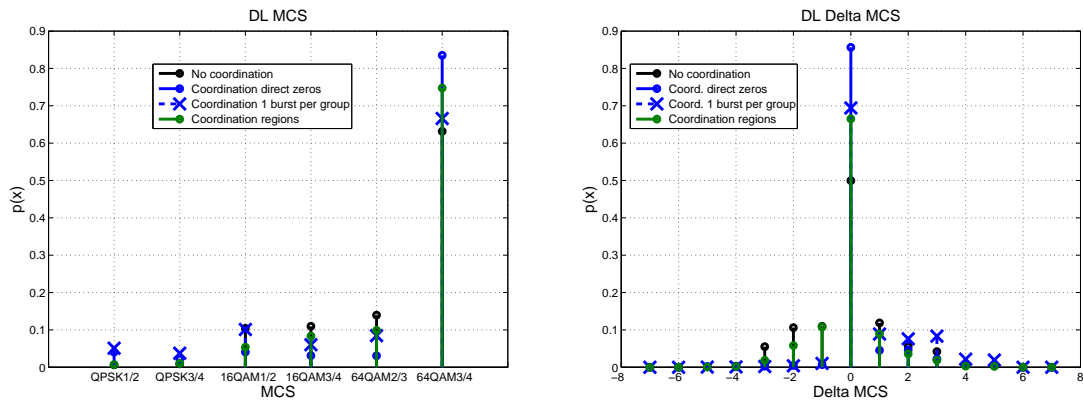 DL MCS
0.9
0.8
0.7
0.6
0.5
0.4
0.3
0.2
0.1
0
p(x)
No coordination
Coordination direct zeros
Coordination 1 burst per group
Coordination regions
QPSK1/2 QPSK3/4 16QAM1/2 16QAM3/4 64QAM2/3 64QAM3/4
MCS
DL Delta MCS
0.9
0.8
0.7
0.6
0.5
0.4
0.3
0.2
0.1
0
p(x)
No coordination
Coord. direct zeros
Coord. 1 burst per group
Coordination regions
−8 −6 −4 −2 0 2 4 6 8
Delta MCS